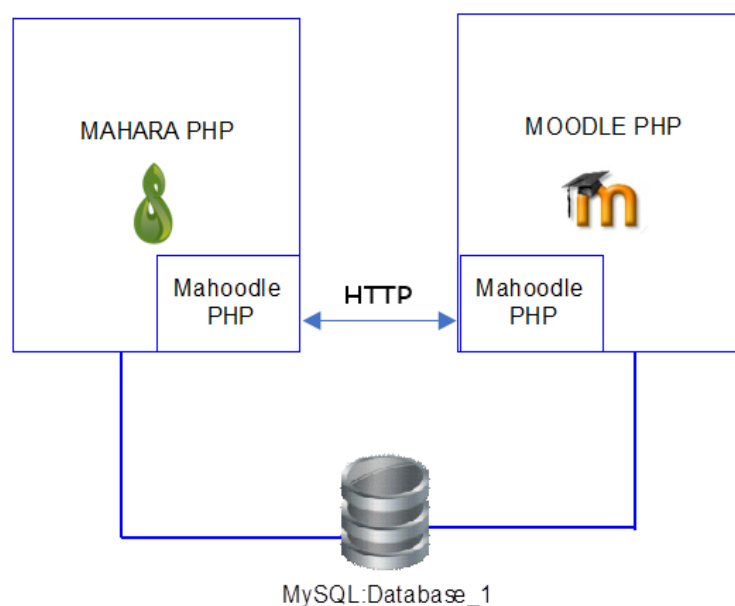 MAHARA PHP
MOODLE PHP
m
Mahoodle
PHP
HTTP
Mahoodle
PHP
MySQL:Database_1